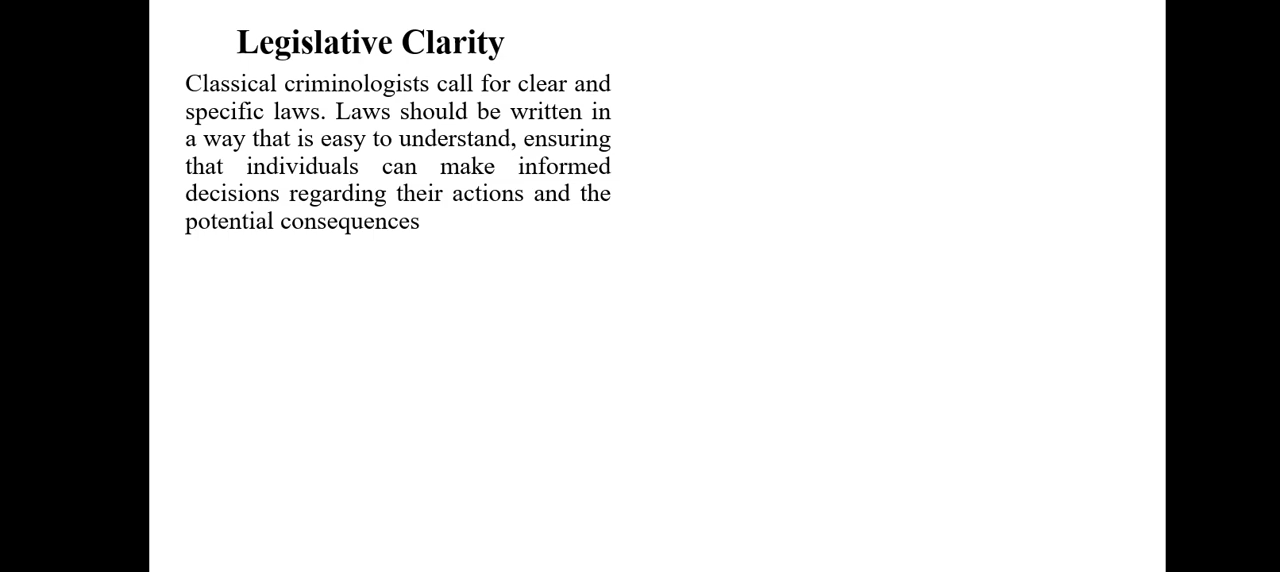 Legislative Clarity
Classical criminologists call for clear and
specific laws. Laws should be written in
a way that is easy to understand, ensuring
that individuals can make informed
decisions regarding their actions and the
potential consequences